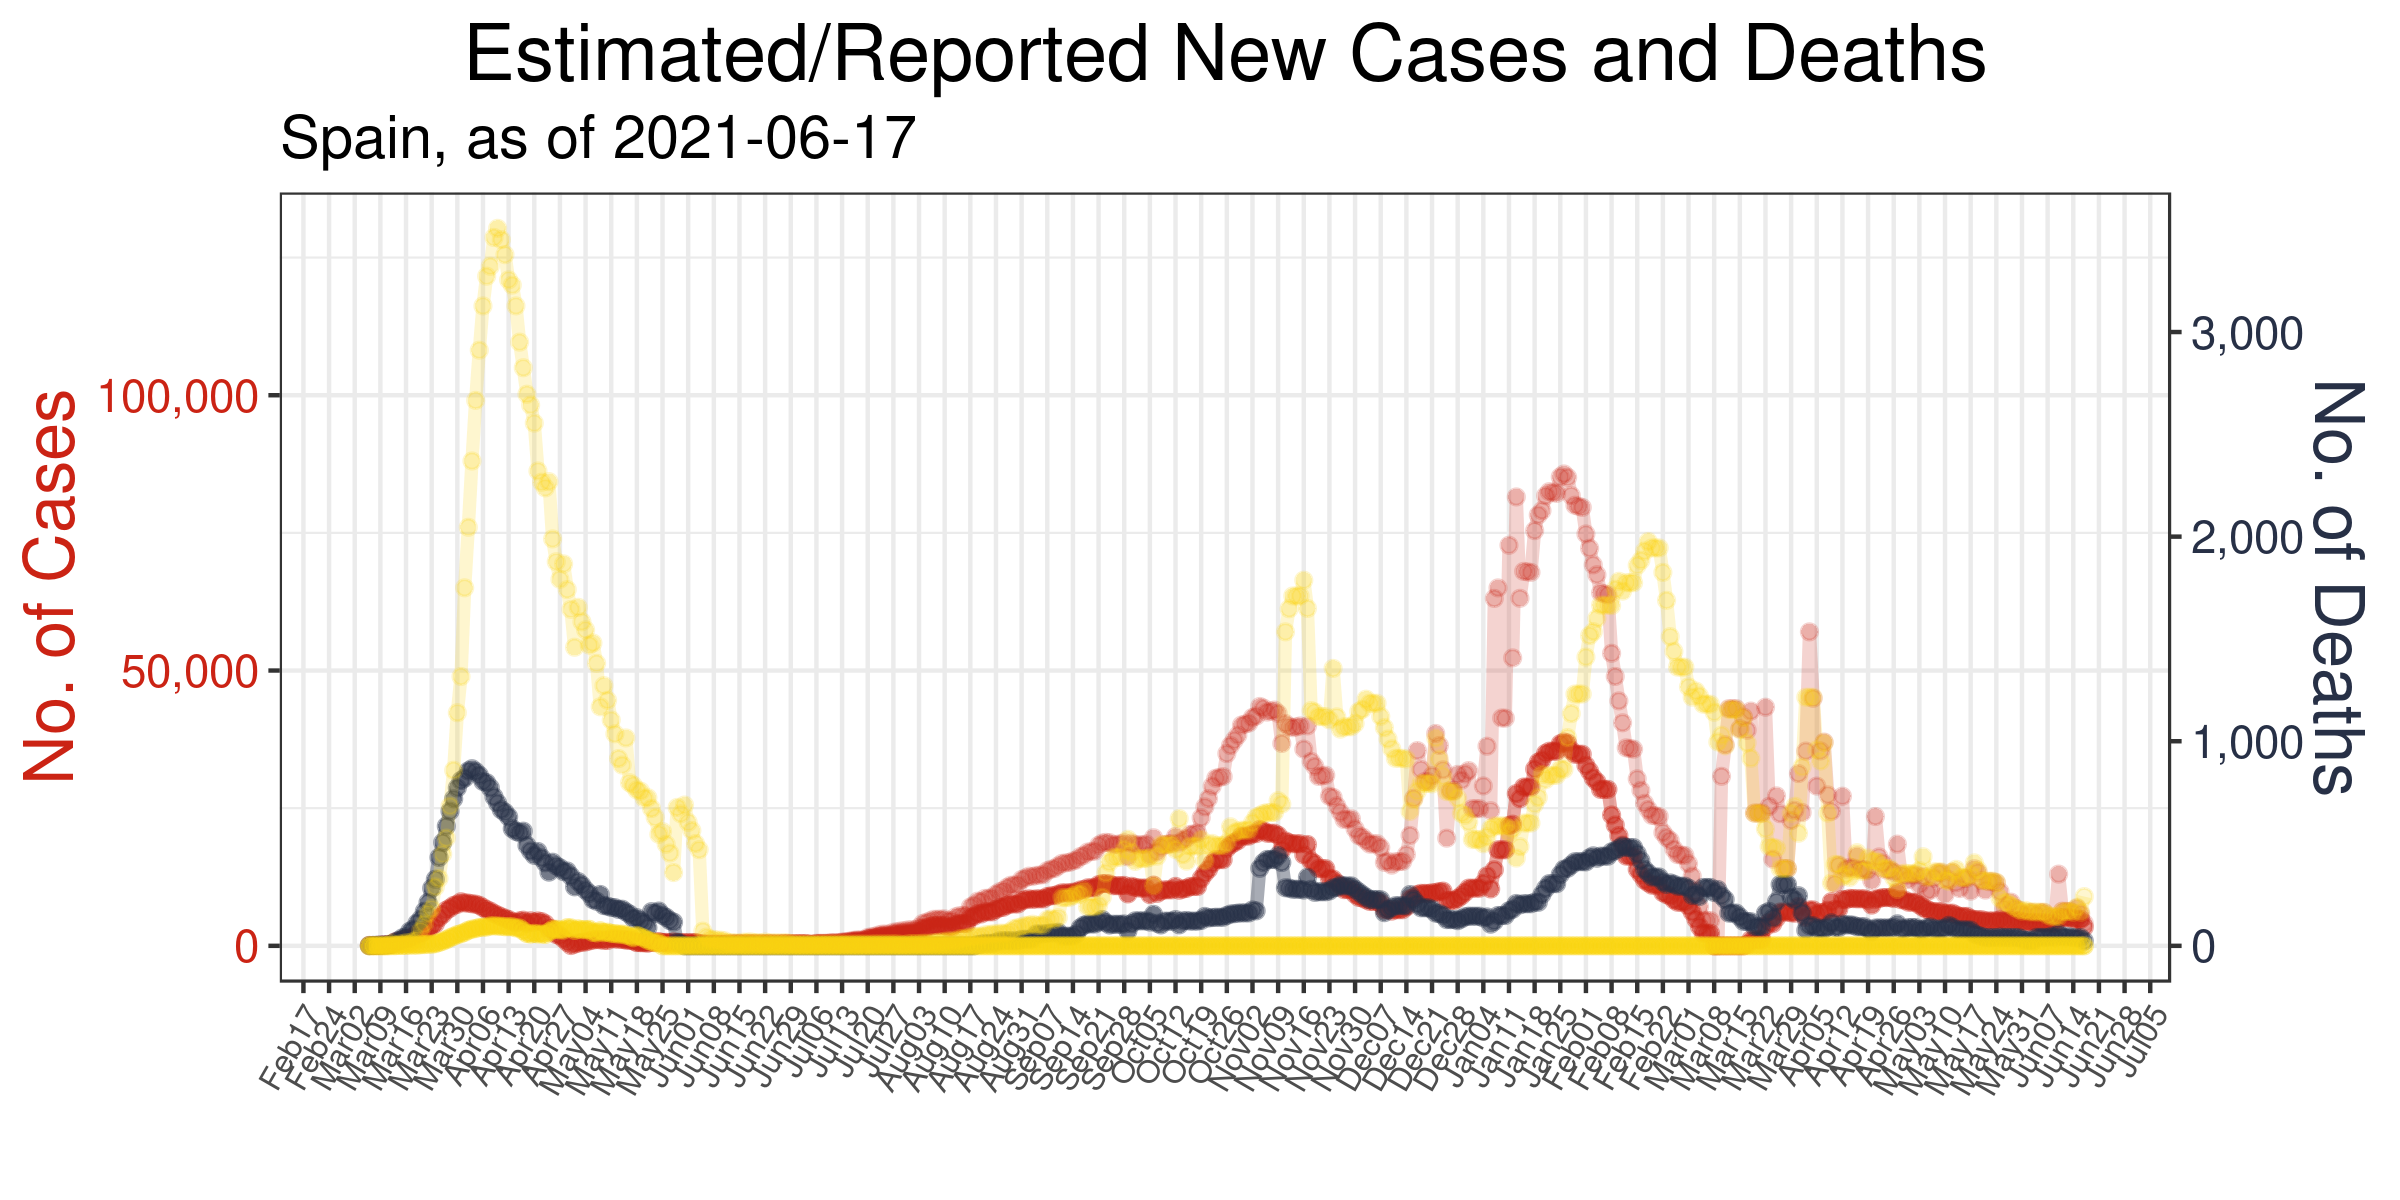 Estimated/Reported New Cases and Deaths
Spain, as of 2021-06-17
No. of Cases
100,000
50,000
0
3,000
2,000
1,000
0
No. of Deaths
Feb17
Feb24
Mar02
Mar09
Mar16
Mar23
Mar30
Apr06
Apr13
Apr20
Apr27
May04
May11
May18
May25
Jun01
Jun08
Jun15
Jun22
Jun29
Jul06
Jul13
Jul20
Jul27
Aug03
Aug10
Aug17
Aug24
Aug31
Sep07
Sep14
Sep21
Sep28
Oct05
Oct12
Oct19
Oct26
Nov02
Nov09
Nov16
Nov23
Nov30
Dec07
Dec14
Dec21
Dec28
Jan04
Jan11
Jan18
Jan25
Feb01
Feb08
Feb15
Feb22
Mar01
Mar08
Mar15
Mar22
Mar29
Apr05
Apr12
Apr19
Apr26
May03
May10
May17
May24
May31
Jun07
Jun14
Jun21
Jun28
Jul05